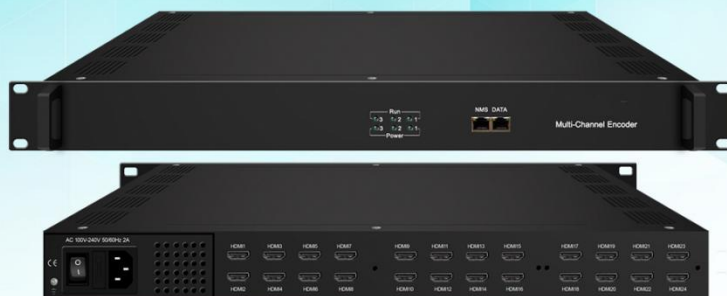 Run
3 2 1
3 2 1
Power
NMS DATA
Multi-Channel Encoder
AC 100V-240V 50/60Hz 2A
HDMI1 HDMI3 HDMI5 HDMI7 HDMI9 HDMI11 HDMI13 HDMI15 HDMI17 HDMI19 HDMI21 HDMI23
CE
HDMI2 HDMI4 HDMI6 HDMI8 HDMI10 HDMI12 HDMI14 HDMI16 HDMI18 HDMI20 HDMI22 HDMI24